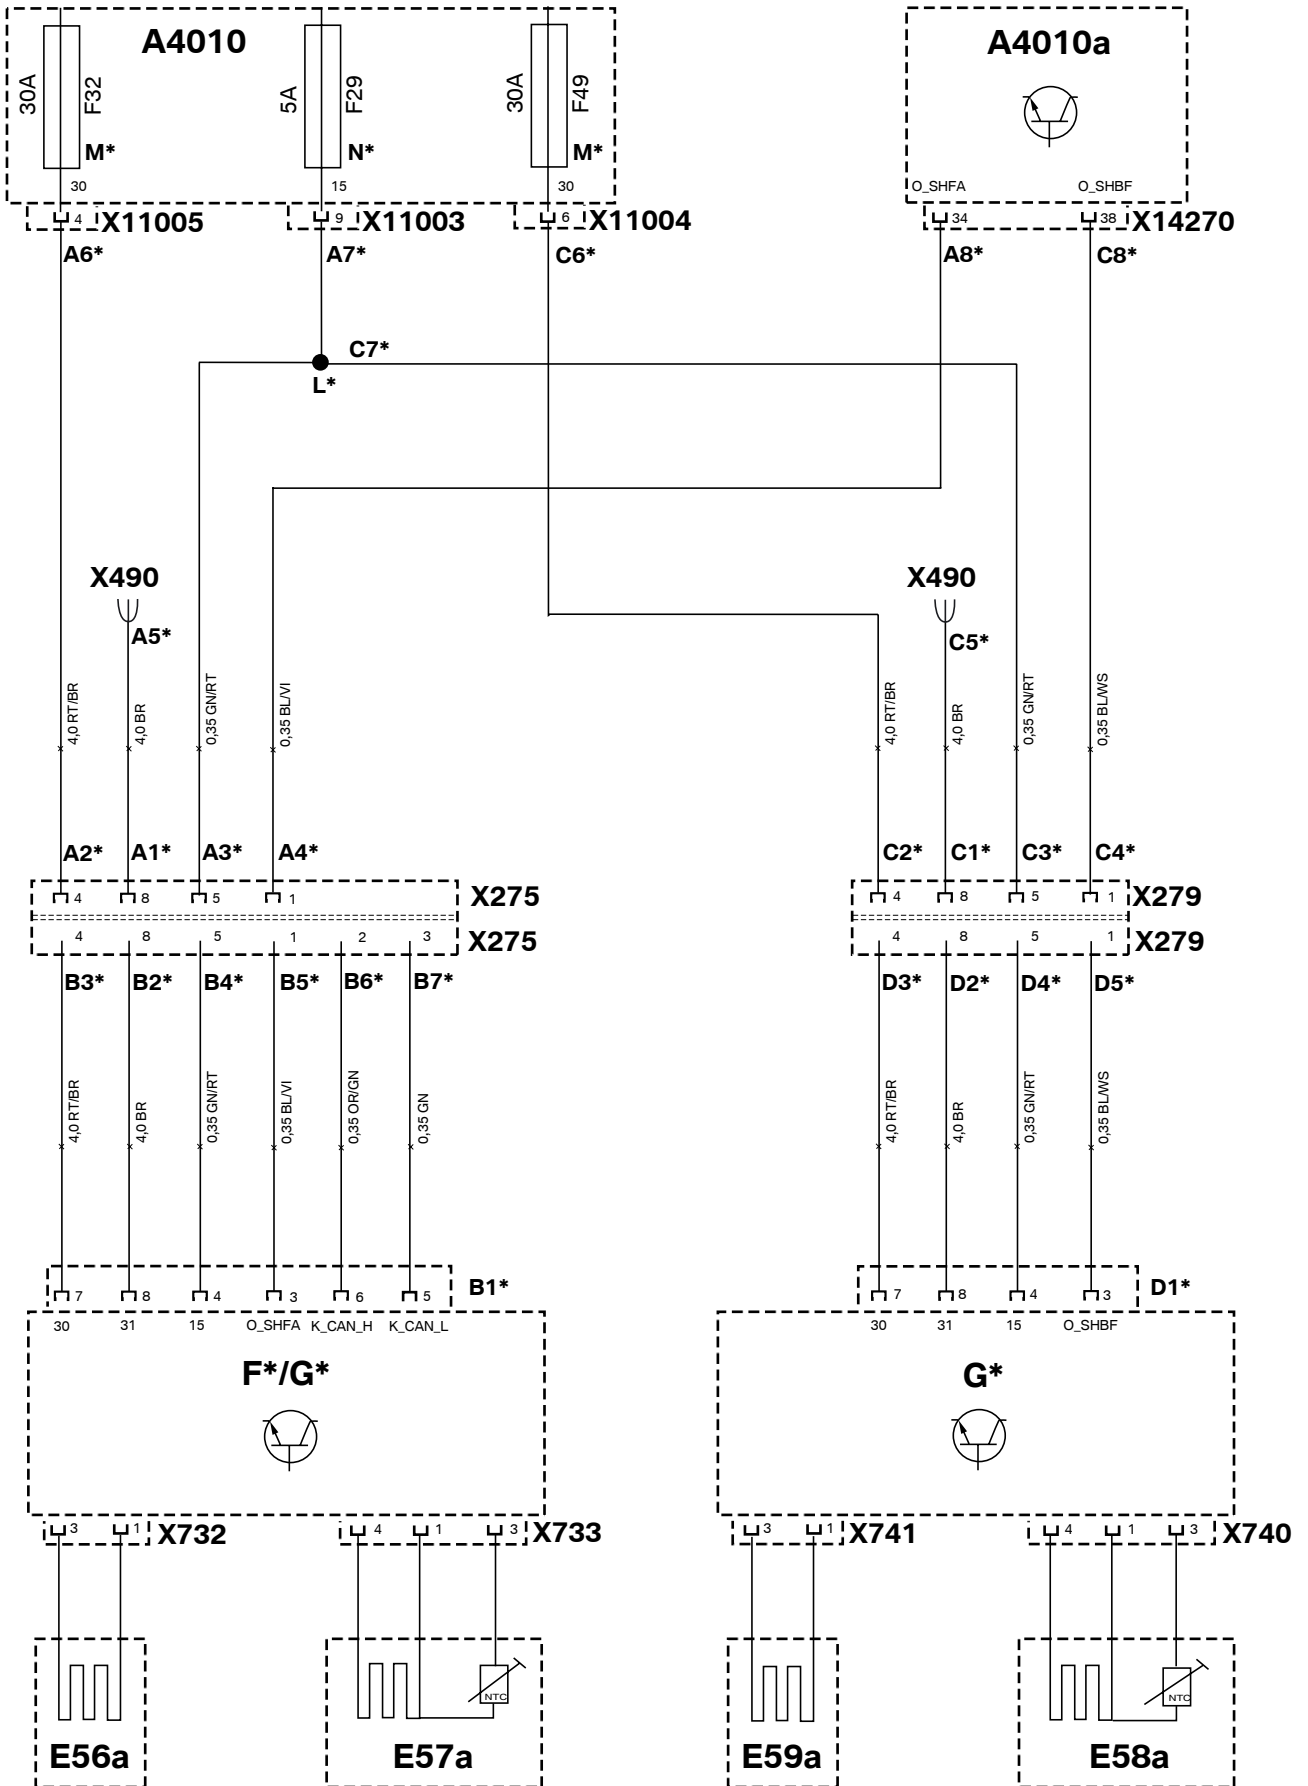 A4010
A4010a
30A
F32
5A
F29
30A
F49
M*
N*
M*
30
15
30
O_SHFA
O_SHBF
4
X11005
9
X11003
6
X11004
34
38
X14270
A6*
A7*
C6*
A8*
C8*
C7*
L*
X490
X490
A5*
C5*
4,0 RT/BR
4,0 BR
0,35 GN/RT
0,35 BL/VI
4,0 RT/BR
4,0 BR
0,35 GN/RT
0,35 BL/WS
A2*
A1*
A3*
A4*
C2*
C1*
C3*
C4*
4
8
5
1
X275
4
8
5
1
X279
4
8
5
1
2
3
X275
4
8
5
1
X279
B3*
B2*
B4*
B5*
B6*
B7*
D3*
D2*
D4*
D5*
4,0 RT/BR
4,0 BR
0,35 GN/RT
0,35 BL/VI
0,35 OR/GN
0,35 GN
4,0 RT/BR
4,0 BR
0,35 GN/RT
0,35 BL/WS
7
8
4
3
6
5
B1*
7
8
4
3
D1*
30
31
15
O_SHFA
K_CAN_H
K_CAN_L
30
31
15
O_SHBF
F*/G*
G*
3
1
X732
4
1
3
X733
3
1
X741
4
1
3
X740
NTC
NTC
E56a
E57a
E59a
E58a